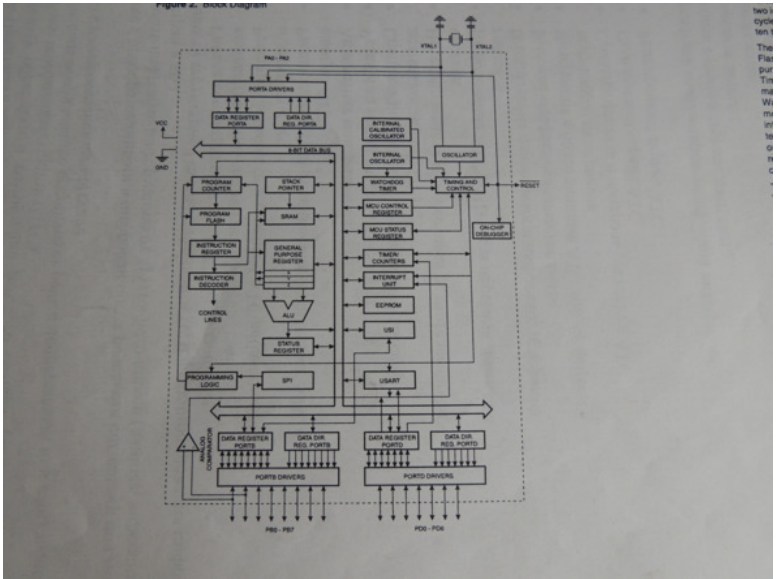 Figure 2. Block Diagram
XTAL1
XTAL2
PA0 - PA2
PORTA DRIVERS
DATA REGISTER
PORTA
DATA DIR.
REG. PORTA
VCC
GND
8-BIT DATA BUS
INTERNAL
CALIBRATED
OSCILLATOR
INTERNAL
OSCILLATOR
OSCILLATOR
PROGRAM
COUNTER
STACK
POINTER
WATCHDOG
TIMER
TIMING AND
CONTROL
RESET
PROGRAM
FLASH
SRAM
MCU CONTROL
REGISTER
MCU STATUS
REGISTER
ON-CHIP
DEBUGGER
INSTRUCTION
REGISTER
GENERAL
PURPOSE
REGISTER
X
Y
Z
TIMER/
COUNTERS
INSTRUCTION
DECODER
INTERRUPT
UNIT
CONTROL
LINES
ALU
EEPROM
STATUS
REGISTER
USI
PROGRAMMING
LOGIC
SPI
USART
ANALOG
COMPARATOR
DATA REGISTER
PORTB
DATA DIR.
REG. PORTB
DATA REGISTER
PORTD
DATA DIR.
REG. PORTD
PORTB DRIVERS
PORTD DRIVERS
PB0 - PB7
PD0 - PD6
two
cycle
ten
The
Flas